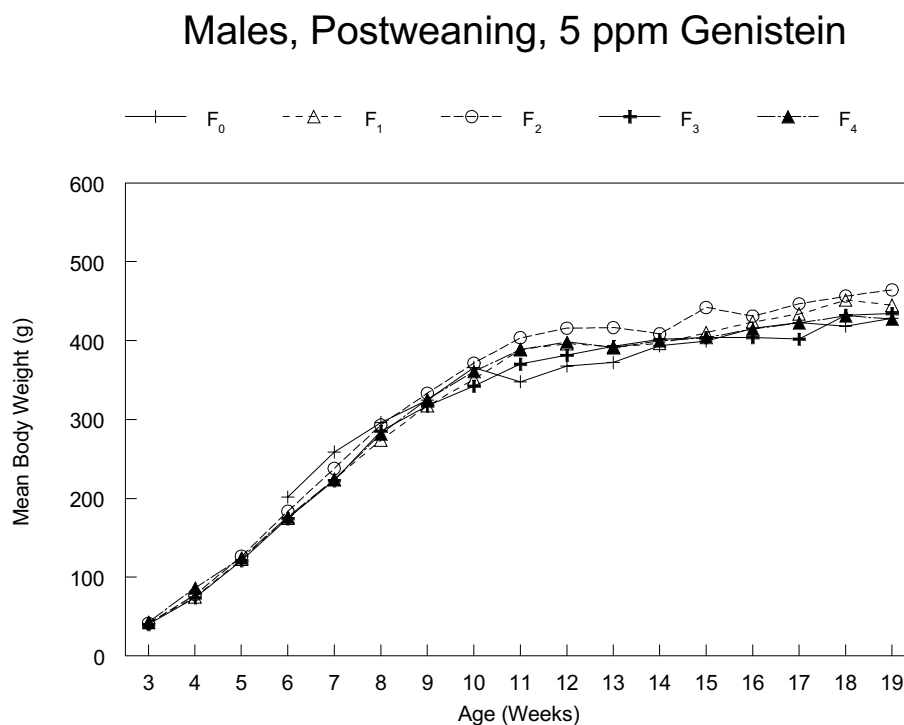 Males, Postweaning, 5 ppm Genistein
F0 F1 F2 F3 F4
600
500
400
300
200
100
0
Mean Body Weight (g)
3 4 5 6 7 8 9 10 11 12 13 14 15 16 17 18 19
Age (Weeks)